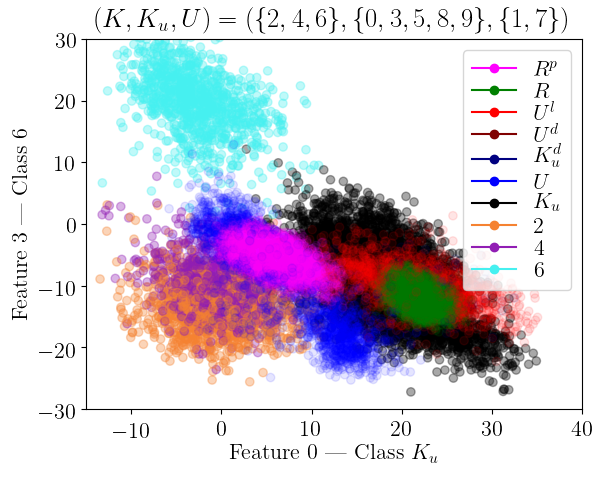 (K, K_u, U) = ({2, 4, 6}, {0, 3, 5, 8, 9}, {1, 7})
30
20
10
0
−10
−20
−30
Feature 3 — Class 6
R^p
R
U^l
U^d
K_u^d
U
K_u
2
4
6
−10 0 10 20 30 40
Feature 0 — Class K_u